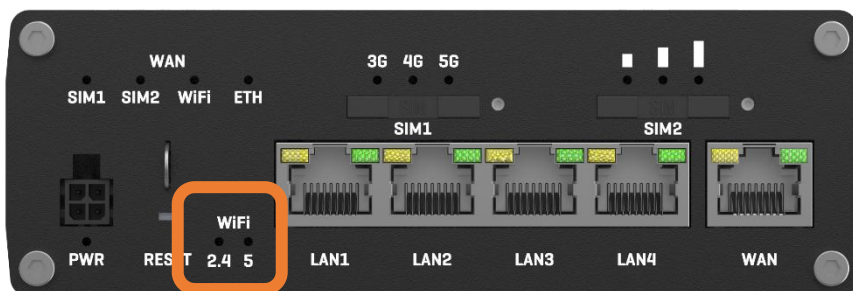 WAN
SIM1 SIM2 WiFi ETH
3G 4G 5G
SIM1
SIM2
WiFi
PWR RESET 2.4 5
LAN1 LAN2 LAN3 LAN4 WAN